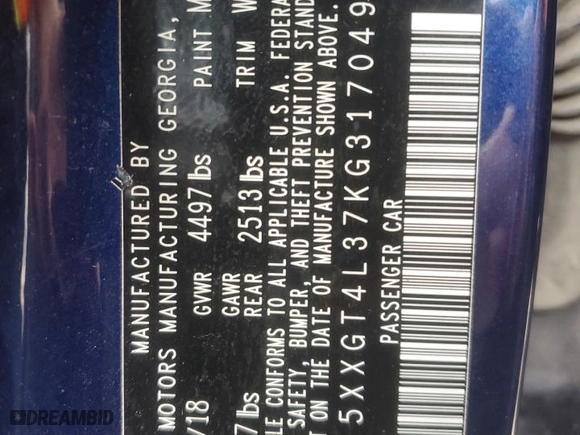 MANUFACTURED BY
MOTORS MANUFACTURING GEORGIA,
/18 GVWR 4497 lbs PAINT M
7 lbs GAWR REAR 2513 lbs TRIM W
LE CONFORMS TO ALL APPLICABLE U.S.A. FEDERA
SAFETY, BUMPER, AND THEFT PREVENTION STAND
T ON THE DATE OF MANUFACTURE SHOWN ABOVE.
5XXGT4L37KG317049
PASSENGER CAR
DREAMBID